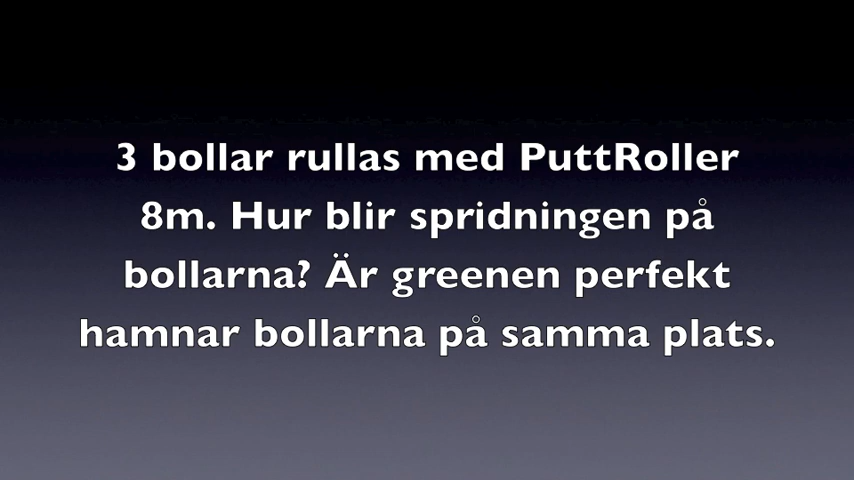 3 bollar rullas med PuttRoller
8m. Hur blir spridningen på
bollarna? Är greenen perfekt
hamnar bollarna på samma plats.